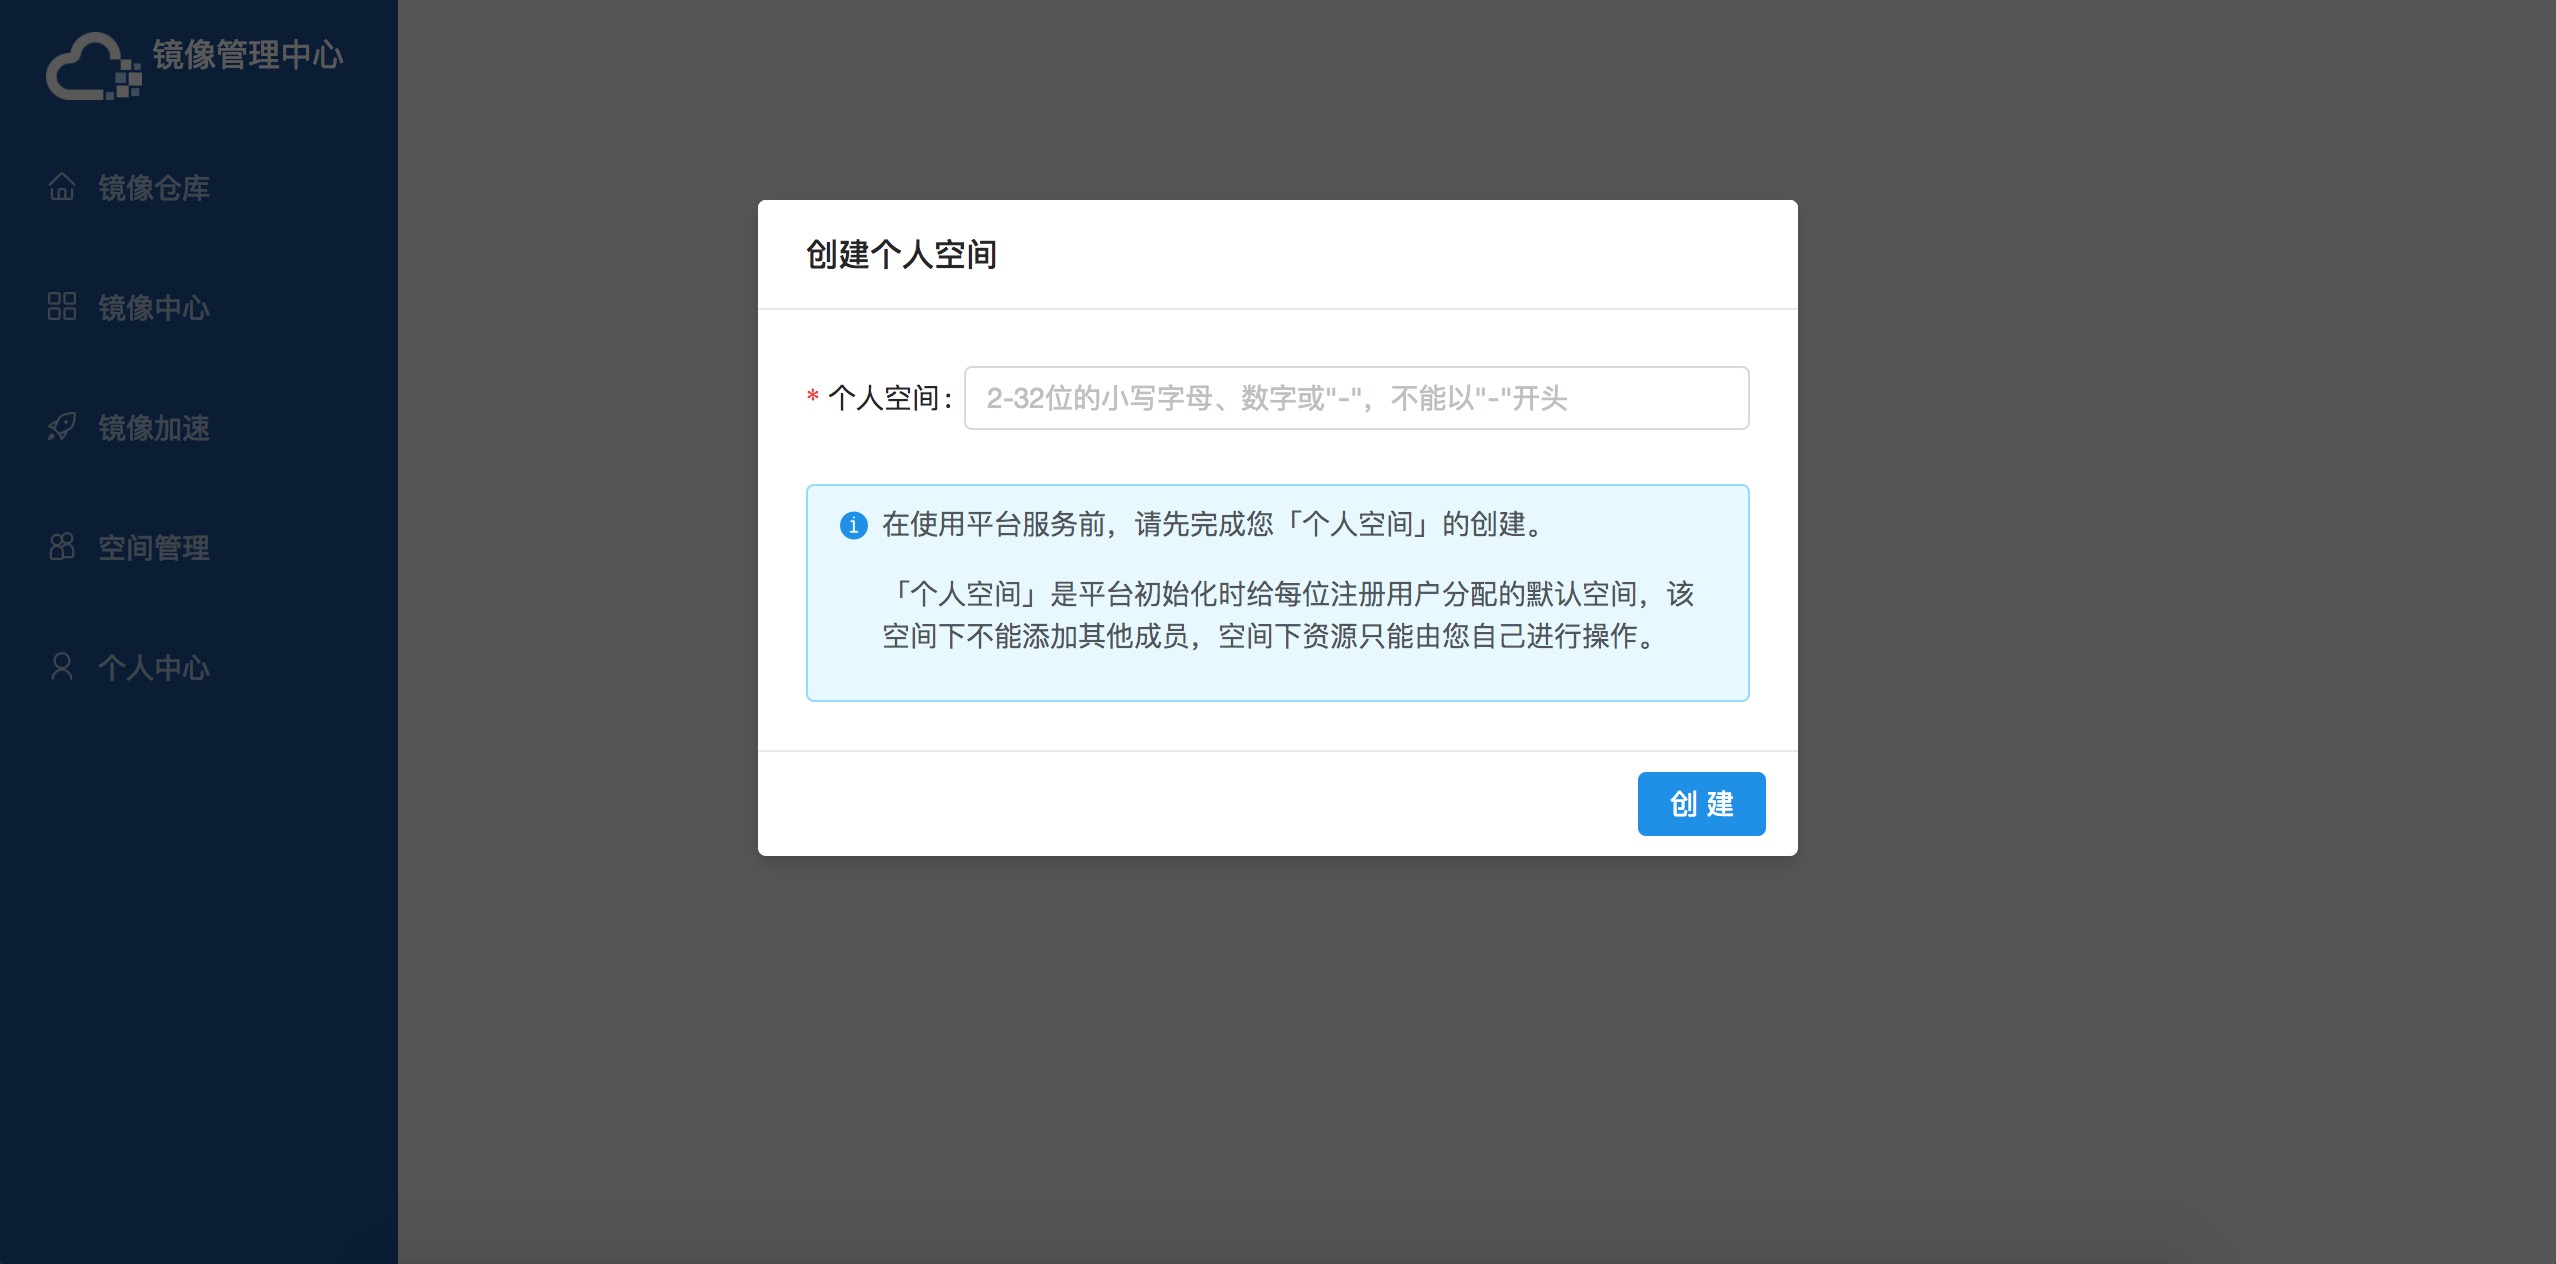 镜像管理中心
镜像仓库
镜像中心
镜像加速
空间管理
个人中心
创建个人空间
* 个人空间:
2-32位的小写字母、数字或"-"，不能以"-"开头
在使用平台服务前，请先完成您「个人空间」的创建。
「个人空间」是平台初始化时给每位注册用户分配的默认空间，该
空间下不能添加其他成员，空间下资源只能由您自己进行操作。
创 建